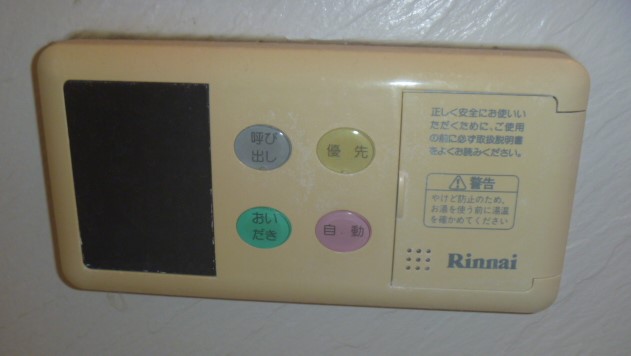 呼び
出し
優先
おい
だき
自動
正しく安全にお使いい
ただくために、ご使用
の前に必ず取扱説明書
をよくお読みください。
警告
やけど防止のため、
お湯を使う前に湯温
を確かめてください
Rinnai